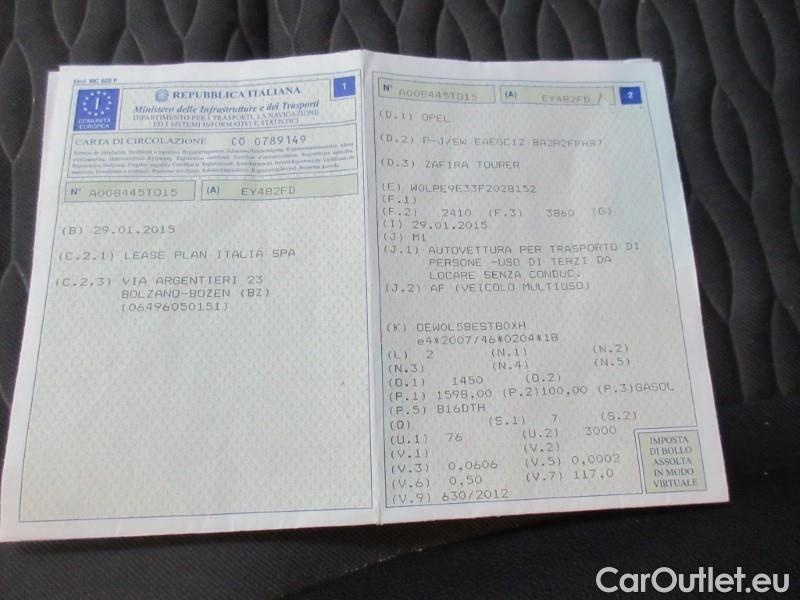 Mod. MC 820 F
1
REPUBBLICA ITALIANA
Ministero delle Infrastrutture e dei Trasporti
DIPARTIMENTO PER I TRASPORTI, LA NAVIGAZIONE
ED I SISTEMI INFORMATIVI E STATISTICI
I
COMUNITÀ
EUROPEA
CARTA DI CIRCOLAZIONE CO 0789149
N° A008445TD15 (A) EY482FD
(B) 29.01.2015
(C.2.1) LEASE PLAN ITALIA SPA
(C.2.3) VIA ARGENTIERI 23
BOLZANO-BOZEN (BZ)
(06496050151)
N° A008445TD15 (A) EY482FD 2
(D.1) OPEL
(D.2) P-J/SW EAEGC1Z BA2R2FFHB7
(D.3) ZAFIRA TOURER
(E) W0LPE9E33F2028152
(F.1)
(F.2) 2410 (F.3) 3860 (G)
(I) 29.01.2015
(J) M1
(J.1) AUTOVETTURA PER TRASPORTO DI
PERSONE -USO DI TERZI DA
LOCARE SENZA CONDUC.
(J.2) AF (VEICOLO MULTIUSO)
(K) OEW0L58ESTB0XH
e4*2007/46*0204*18
(L) 2 (N.1) (N.2)
(N.3) (N.4) (N.5)
(O.1) 1450 (O.2)
(P.1) 1598,00 (P.2)100,00 (P.3)GASOL
(P.5) B16DTH
(Q) (S.1) 7 (S.2)
(U.1) 76 (U.2) 3000
(V.1) (V.2)
(V.3) 0,0606 (V.5) 0,0002
(V.6) 0,50 (V.7) 117,0
(V.9) 630/2012
IMPOSTA
DI BOLLO
ASSOLTA
IN MODO
VIRTUALE
CarOutlet.eu